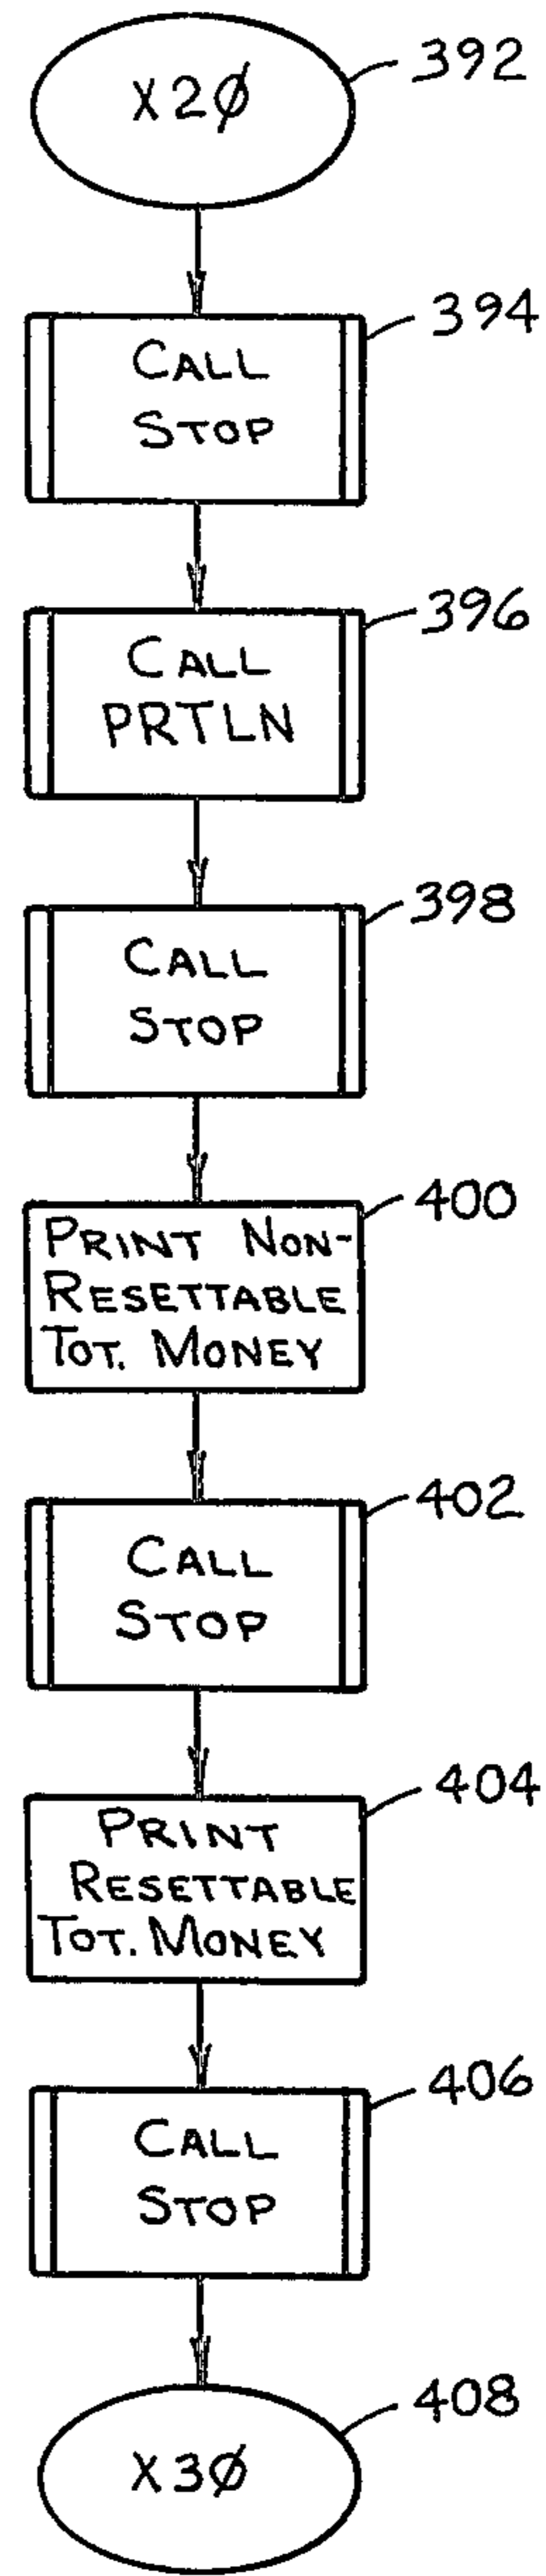 X2Ø
392
CALL
STOP
394
CALL
PRTLN
396
CALL
STOP
398
PRINT NON-
RESETTABLE
TOT. MONEY
400
CALL
STOP
402
PRINT
RESETTABLE
TOT. MONEY
404
CALL
STOP
406
X3Ø
408